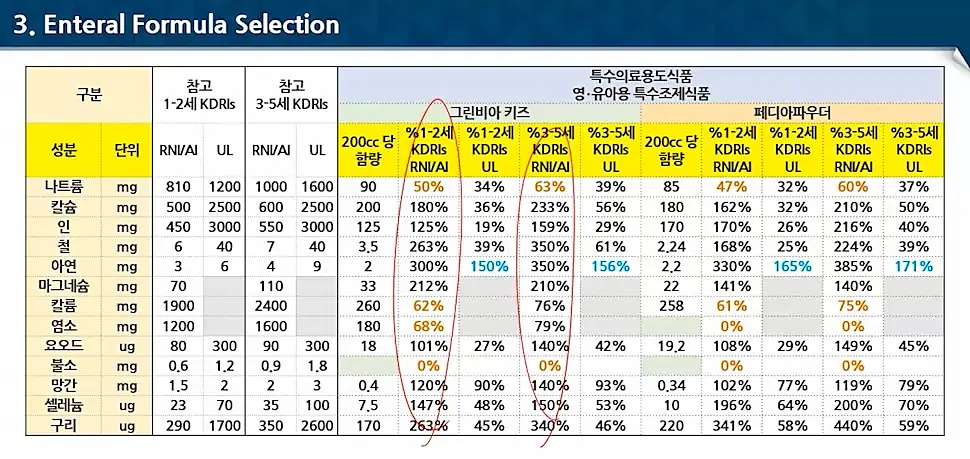 3. Enteral Formula Selection
구분 참고 1-2세 KDRIs 참고 3-5세 KDRIs 특수의료용도식품
영·유아용 특수조제식품
그린비아 키즈 페디아파우더
성분 단위 RNI/AI UL RNI/AI UL 200cc 당 함량 %1-2세 KDRIs RNI/AI %1-2세 KDRIs UL %3-5세 KDRIs RNI/AI %3-5세 KDRIs UL 200cc 당 함량 %1-2세 KDRIs RNI/AI %1-2세 KDRIs UL %3-5세 KDRIs RNI/AI %3-5세 KDRIs UL
나트륨 mg 810 1200 1000 1600 90 50% 34% 63% 39% 85 47% 32% 60% 37%
칼슘 mg 500 2500 600 2500 200 180% 36% 233% 56% 180 162% 32% 210% 50%
인 mg 450 3000 550 3000 125 125% 19% 159% 29% 170 170% 26% 216% 40%
철 mg 6 40 7 40 3,5 263% 39% 350% 61% 2,24 168% 25% 224% 39%
아연 mg 3 6 4 9 2 300% 150% 350% 156% 2,2 330% 165% 385% 171%
마그네슘 mg 70 110 33 212% 210% 22 141% 140%
칼륨 mg 1900 2400 260 62% 76% 258 61% 75%
염소 mg 1200 1600 180 68% 79% 0% 0%
요오드 ug 80 300 90 300 18 101% 27% 140% 42% 19,2 108% 29% 149% 45%
불소 mg 0,6 1,2 0,9 1,8 0% 0% 0% 0%
망간 mg 1,5 2 2 3 0,4 120% 90% 140% 93% 0,34 102% 77% 119% 79%
셀레늄 ug 23 70 35 100 7,5 147% 48% 150% 53% 10 196% 64% 200% 70%
구리 ug 290 1700 350 2600 170 263% 45% 340% 46% 220 341% 58% 440% 59%